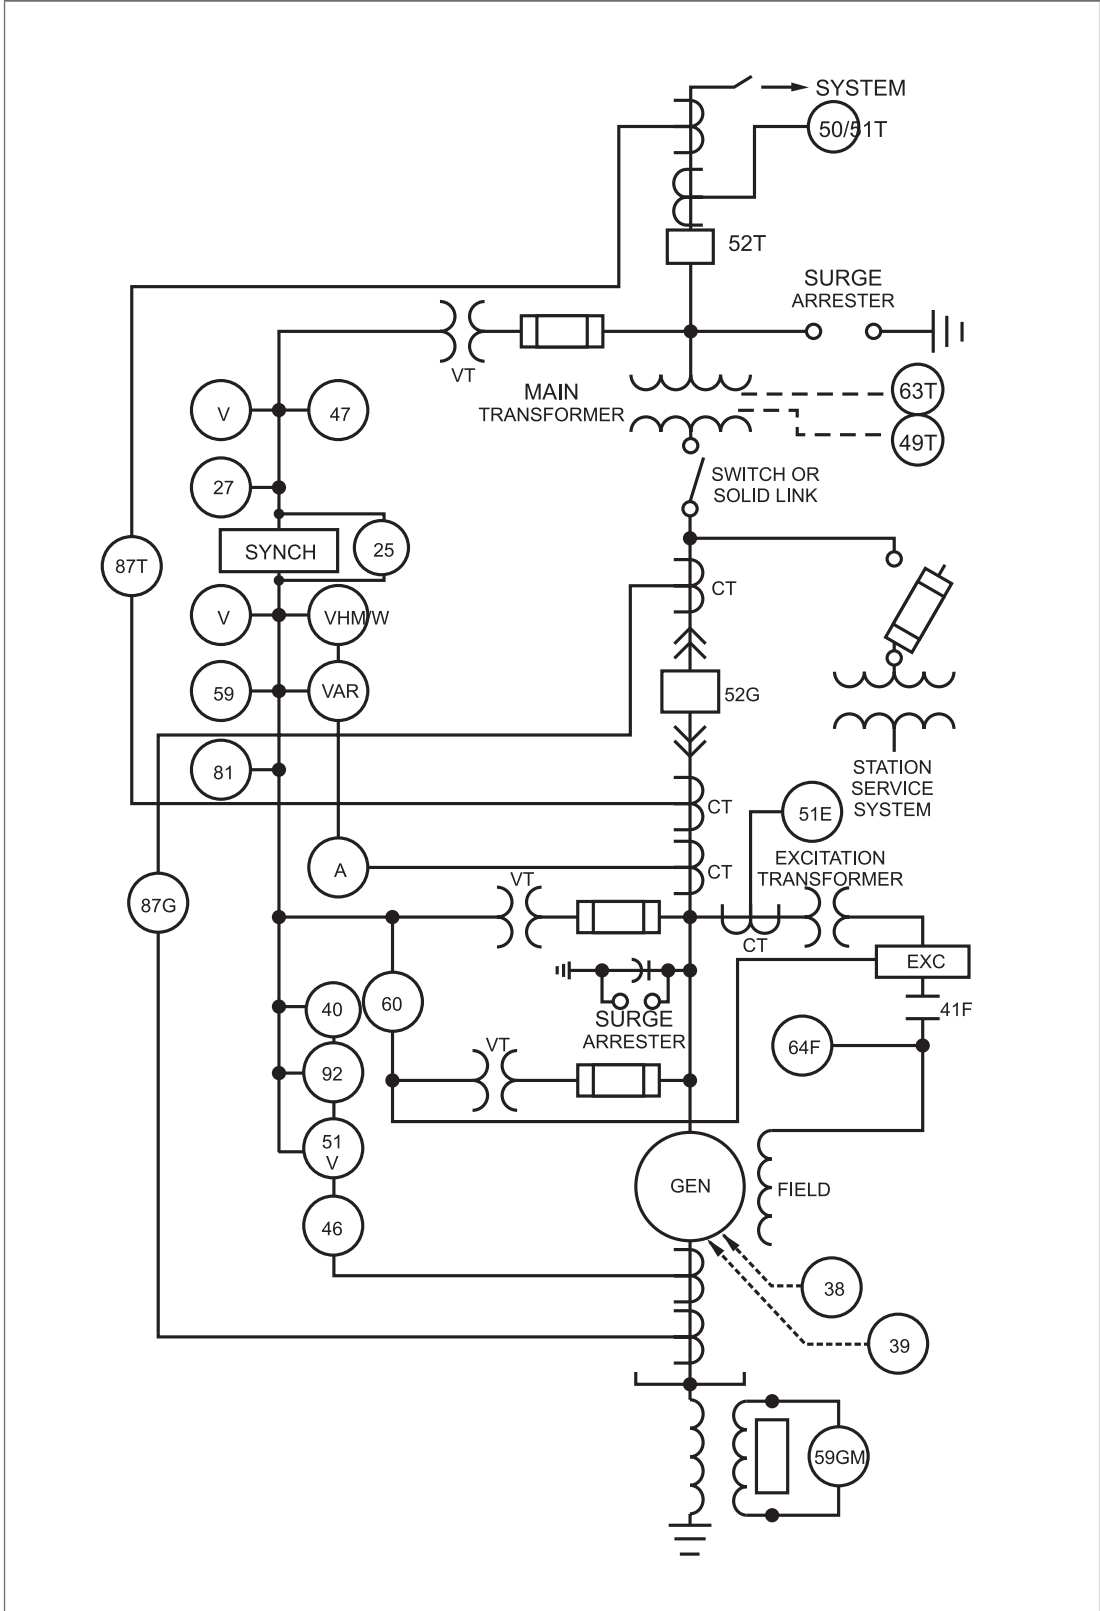 SYSTEM
50/51T
52T
SURGE
ARRESTER
VT
MAIN
TRANSFORMER
63T
49T
V
47
27
SWITCH OR
SOLID LINK
SYNCH
25
87T
CT
V
VHM/W
59
VAR
52G
81
STATION
SERVICE
SYSTEM
CT
51E
A
CT
EXCITATION
TRANSFORMER
VT
87G
CT
EXC
40
60
41F
SURGE
ARRESTER
64F
VT
92
51
V
GEN
FIELD
46
38
39
59GM